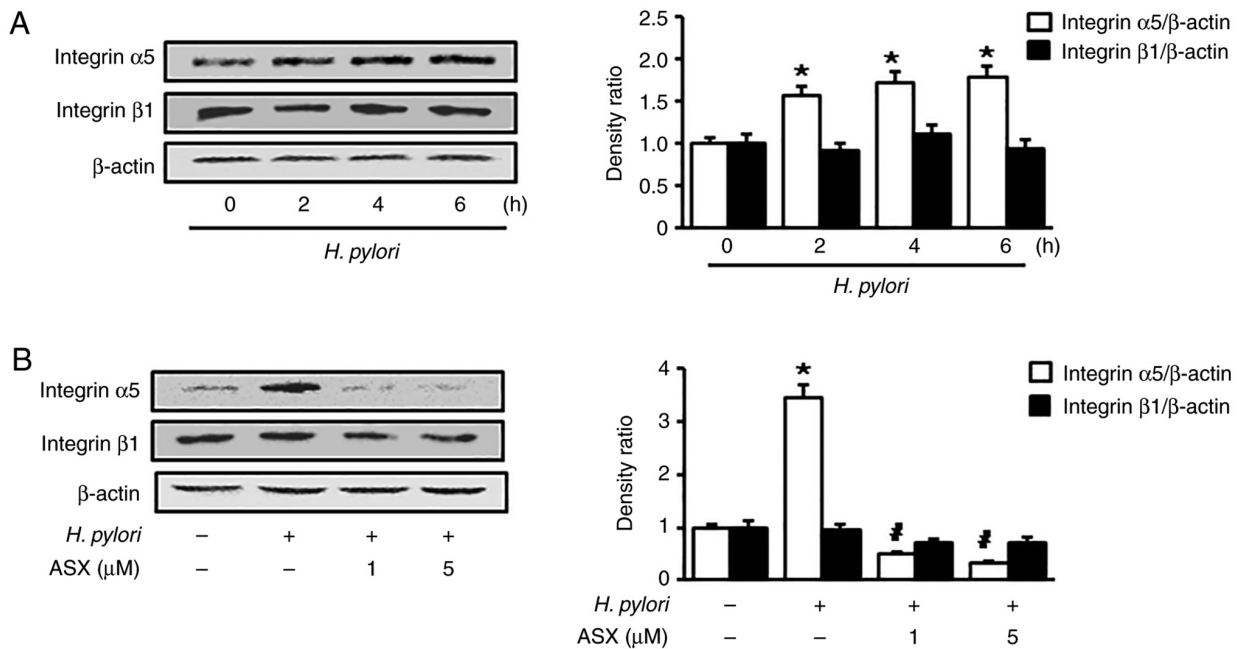 A
Integrin α5
Integrin β1
β-actin
0 2 4 6 (h)
H. pylori
Density ratio
2.5
2.0
1.5
1.0
0.5
0
* * *
0 2 4 6 (h)
H. pylori
Integrin α5/β-actin
Integrin β1/β-actin
B
Integrin α5
Integrin β1
β-actin
H. pylori – + + +
ASX (μM) – – 1 5
Density ratio
4
3
2
1
0
* # #
H. pylori – + + +
ASX (μM) – – 1 5
Integrin α5/β-actin
Integrin β1/β-actin